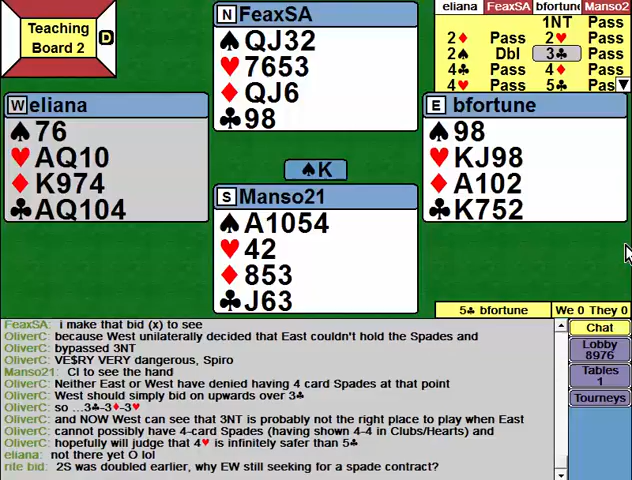 Teaching
Board 2
D
N FeaxSA
♠ QJ32
♥ 7653
♦ QJ6
♣ 98
eliana FeaxSA bfortune Manso2
1NT Pass
2♦ Pass 2♥ Pass
2♠ Dbl 3♣ Pass
4♣ Pass 4♦ Pass
4♥ Pass 5♣ Pas
W eliana
♠ 76
♥ AQ10
♦ K974
♣ AQ104
♠K
E bfortune
♠ 98
♥ KJ98
♦ A102
♣ K752
S Manso21
♠ A1054
♥ 42
♦ 853
♣ J63
5♣ bfortune We 0 They 0
FeaxSA: i make that bid (x) to see
OliverC: because West unilaterally decided that East couldn't hold the Spades and
OliverC: bypassed 3NT
OliverC: VE$RY VERY dangerous, Spiro
Manso21: Cl to see the hand
OliverC: Neither East or West have denied having 4 card Spades at that point
OliverC: West should simply bid on upwards over 3♣
OliverC: so ...3♣-3♦-3♥
OliverC: and NOW West can see that 3NT is probably not the right place to play when East
OliverC: cannot possibly have 4-card Spades (having shown 4-4 in Clubs/Hearts) and
OliverC: hopefully will judge that 4♥ is infinitely safer than 5♣
eliana: not there yet O lol
rite bid: 2S was doubled earlier, why EW still seeking for a spade contract?
Chat
Lobby
8976
Tables
1
Tourneys